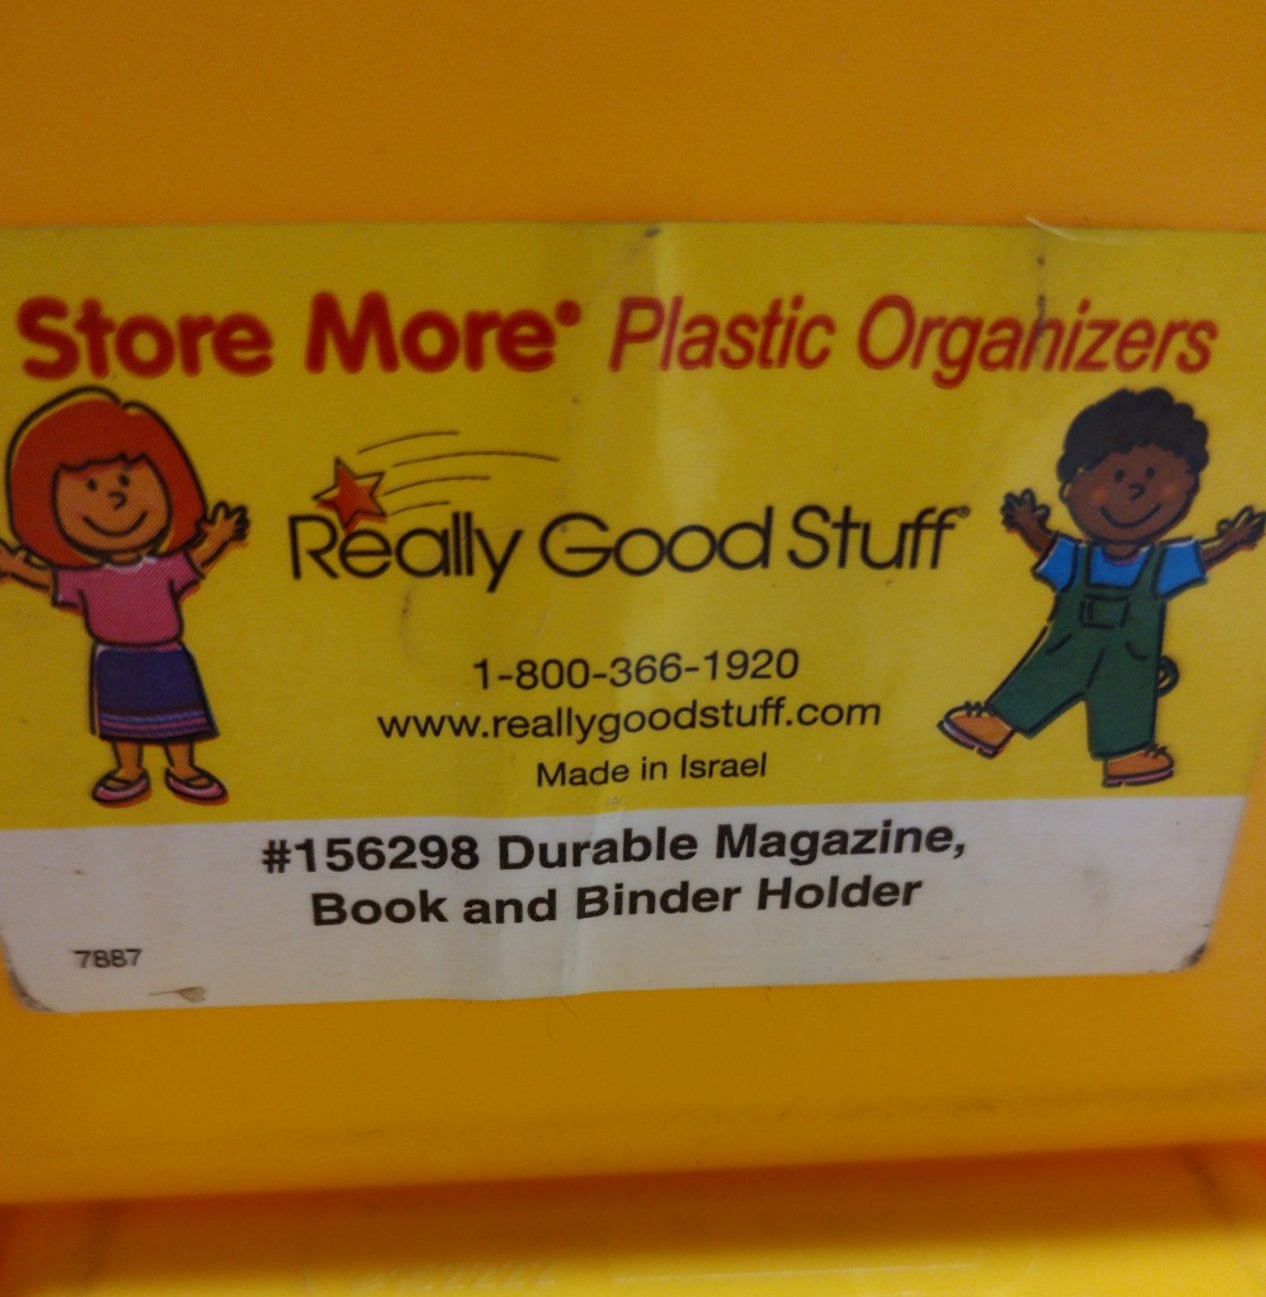 Store More® Plastic Organizers
Really Good Stuff®
1-800-366-1920
www.reallygoodstuff.com
Made in Israel
#156298 Durable Magazine,
Book and Binder Holder
7887